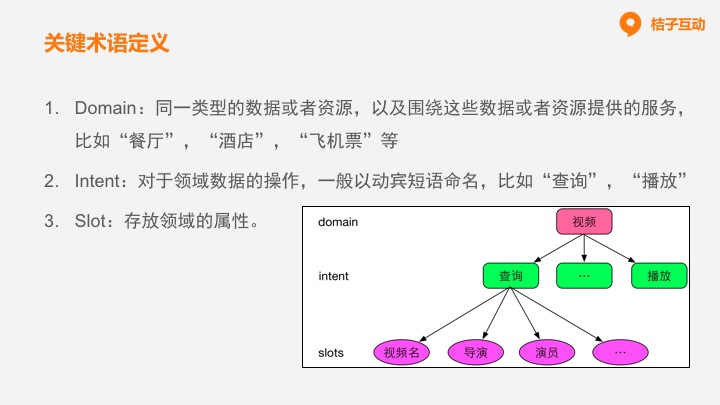 桔子互动
关键术语定义
1. Domain：同一类型的数据或者资源，以及围绕这些数据或者资源提供的服务，
比如“餐厅”，“酒店”，“飞机票”等
2. Intent：对于领域数据的操作，一般以动宾短语命名，比如“查询”，“播放”
3. Slot：存放领域的属性。
domain 视频
intent 查询 … 播放
slots 视频名 导演 演员 …